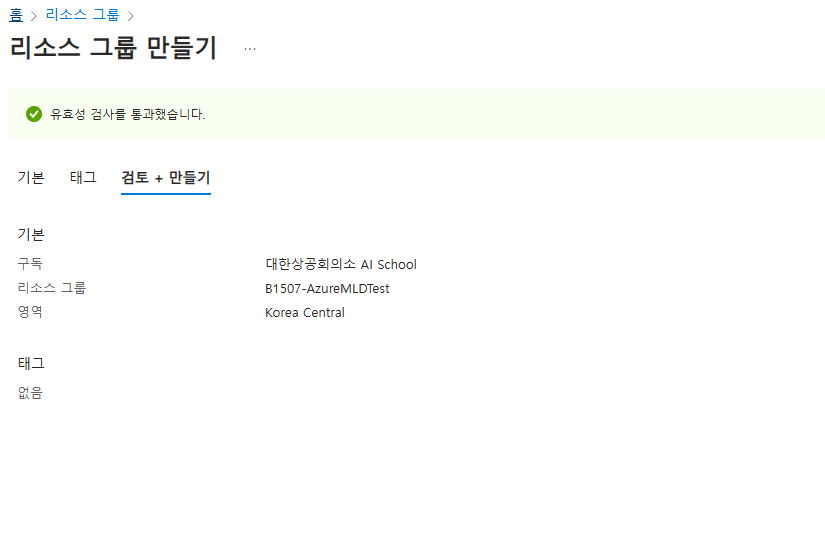 홈 > 리소스 그룹 >
리소스 그룹 만들기 ...
유효성 검사를 통과했습니다.
기본 태그 검토 + 만들기
기본
구독 대한상공회의소 AI School
리소스 그룹 B1507-AzureMLDTest
영역 Korea Central
태그
없음